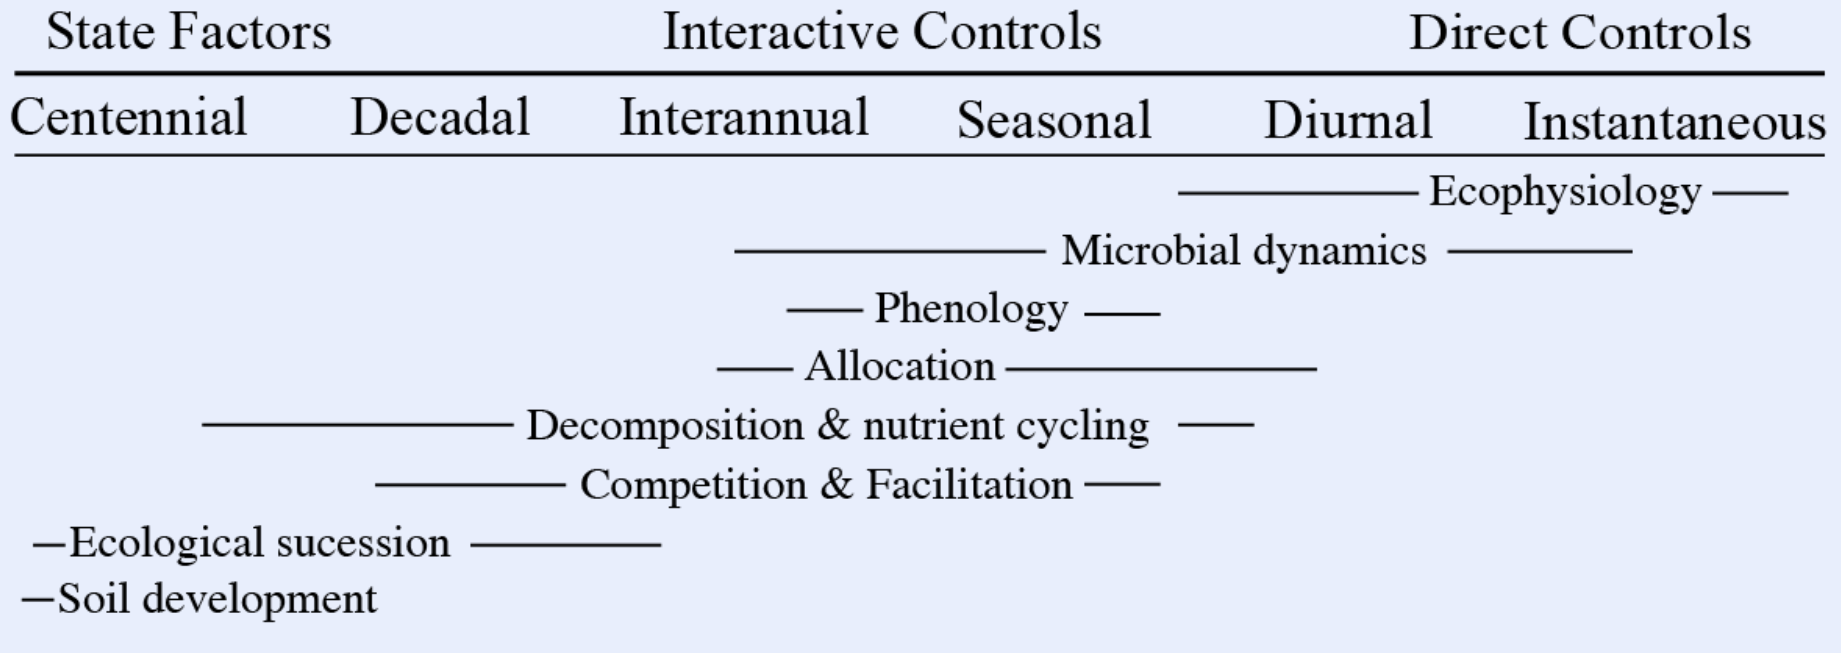 State Factors Interactive Controls Direct Controls
Centennial Decadal Interannual Seasonal Diurnal Instantaneous
Ecophysiology
Microbial dynamics
Phenology
Allocation
Decomposition & nutrient cycling
Competition & Facilitation
Ecological sucession
Soil development